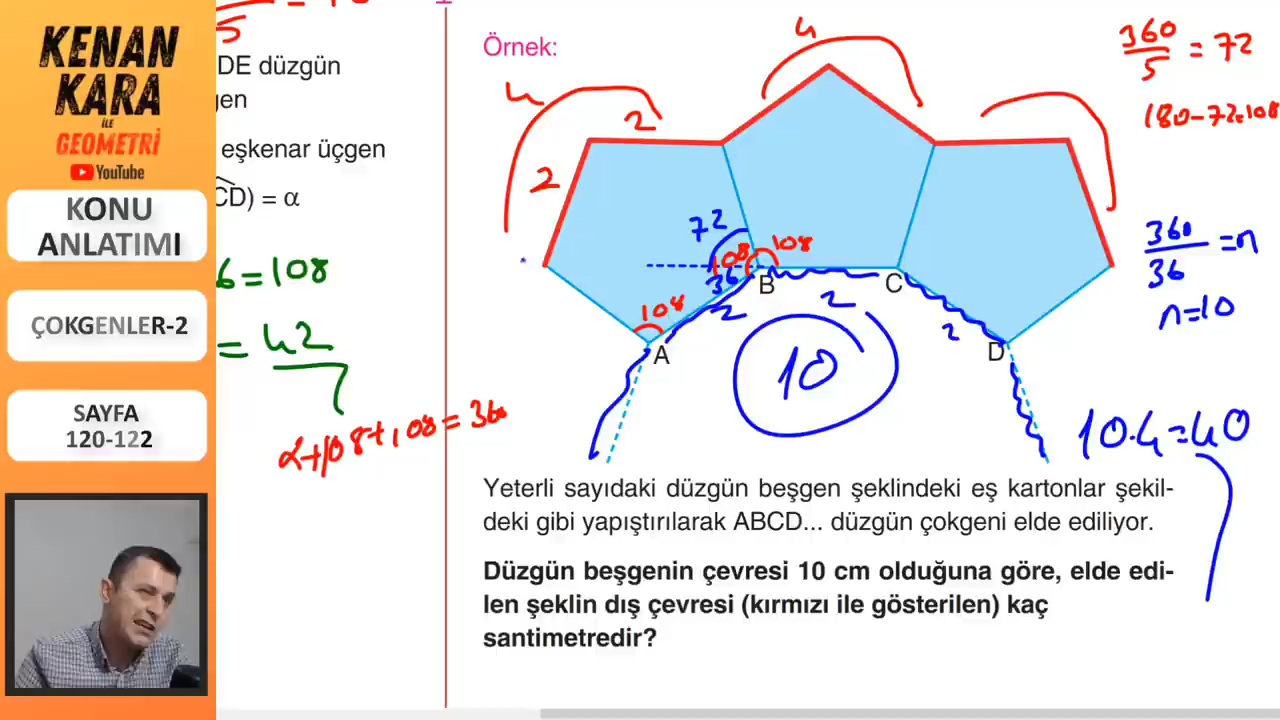 KENAN
KARA
İLE
GEOMETRİ
YouTube
KONU
ANLATIMI
ÇOKGENLER-2
SAYFA
120-122
5
DE düzgün
gen
eşkenar üçgen
CD) = α
6=108
= 42
α+108+108=360
Örnek:
4
4
2
2
360
5
= 72
180-72=108
72
108
108
36
108
B
C
2
2
2
A
D
10
360
36
=n
n=10
10.4=40
Yeterli sayıdaki düzgün beşgen şeklindeki eş kartonlar şekil-
deki gibi yapıştırılarak ABCD... düzgün çokgeni elde ediliyor.
Düzgün beşgenin çevresi 10 cm olduğuna göre, elde edi-
len şeklin dış çevresi (kırmızı ile gösterilen) kaç
santimetredir?